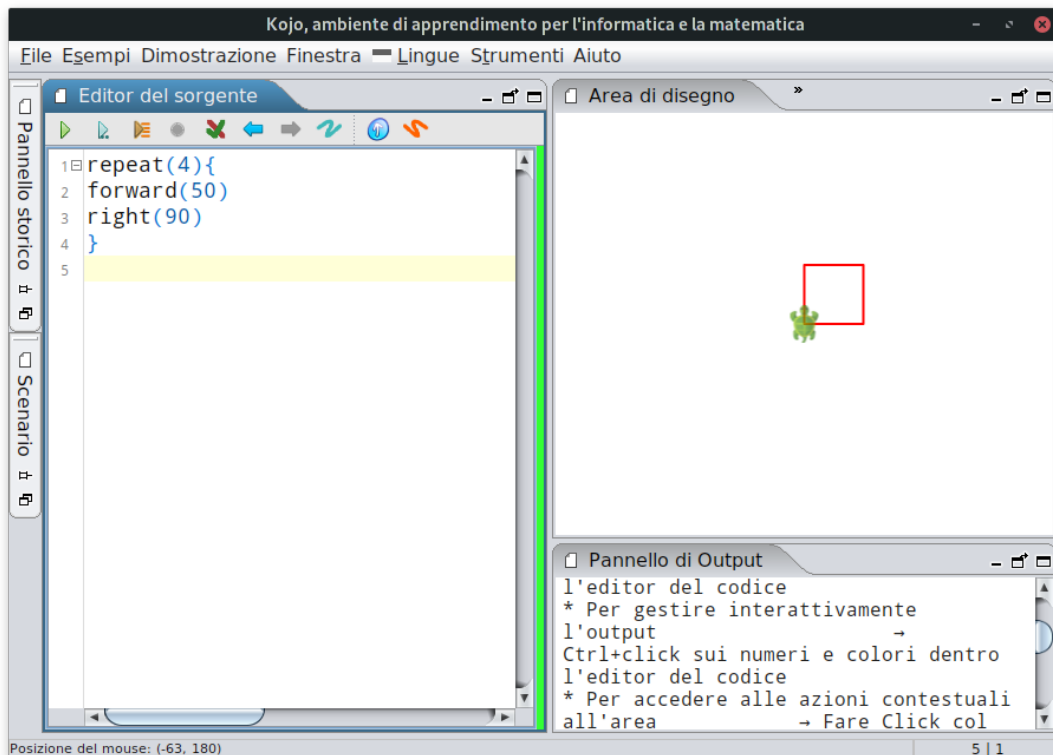 Kojo, ambiente di apprendimento per l'informatica e la matematica
File Esempi Dimostrazione Finestra Lingue Strumenti Aiuto
Pannello storico
Scenario
Editor del sorgente
1 repeat(4){
2 forward(50)
3 right(90)
4 }
5
Area di disegno »
Pannello di Output
l'editor del codice
* Per gestire interattivamente
l'output →
Ctrl+click sui numeri e colori dentro
l'editor del codice
* Per accedere alle azioni contestuali
all'area → Fare Click col
Posizione del mouse: (-63, 180)
5 | 1